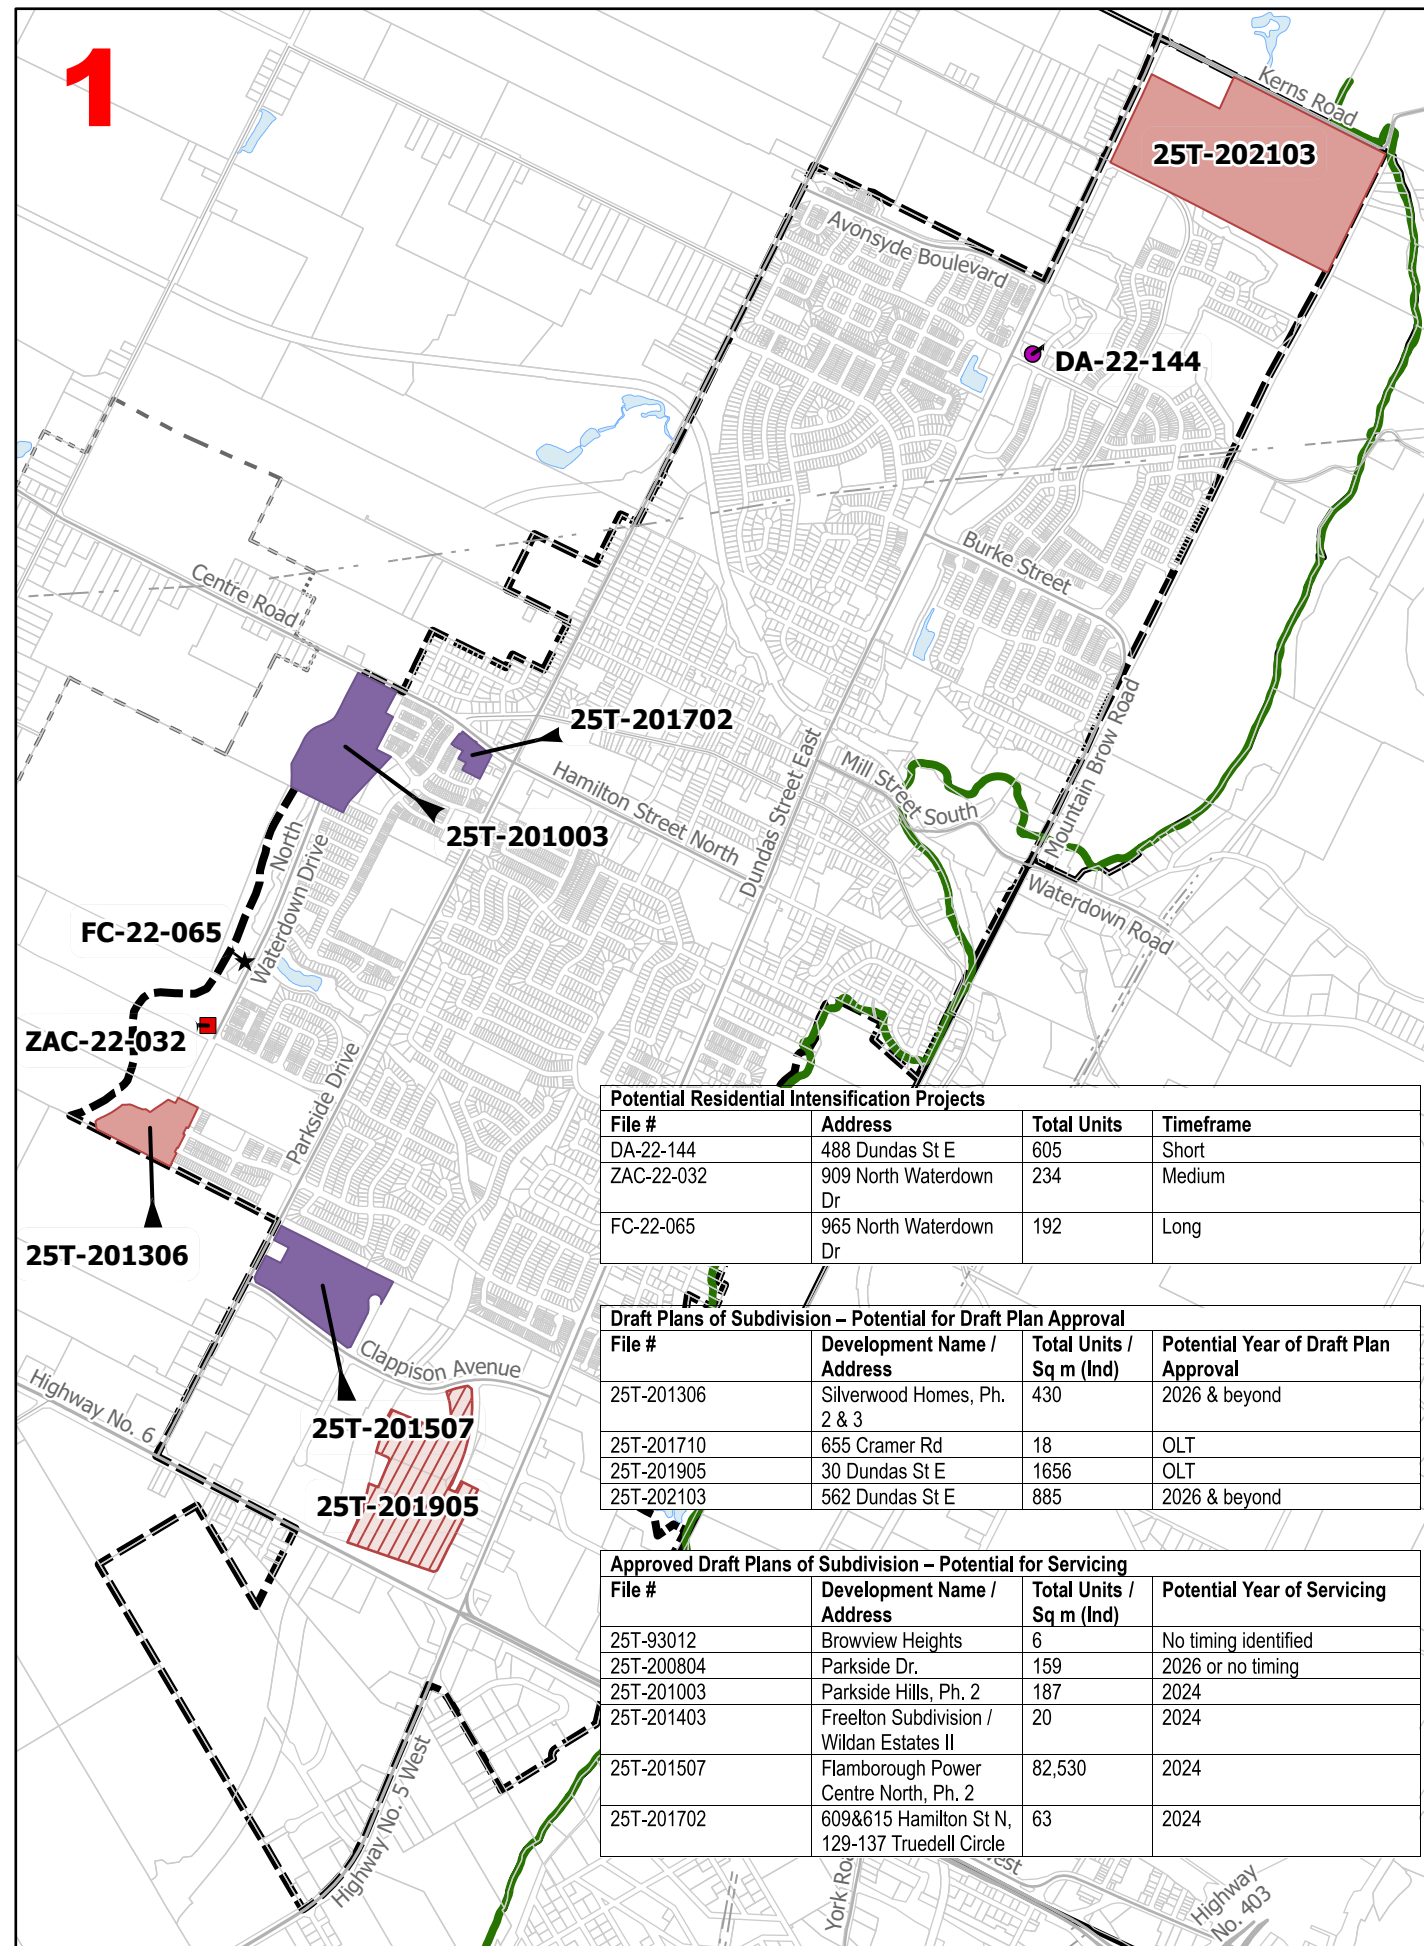 1
Kerns Road
25T-202103
Avonsyde Boulevard
DA-22-144
Burke Street
Centre Road
25T-201702
Mountain Brow Road
Dundas Street East
Mill Street South
Hamilton Street North
25T-201003
North Waterdown Drive
Waterdown Road
FC-22-065
ZAC-22-032
Parkside Drive
25T-201306
Clappison Avenue
Highway No. 6
25T-201507
25T-201905
Highway No. 5 West
Potential Residential Intensification Projects
File # Address Total Units Timeframe
DA-22-144 488 Dundas St E 605 Short
ZAC-22-032 909 North Waterdown 234 Medium
Dr
FC-22-065 965 North Waterdown 192 Long
Dr
Draft Plans of Subdivision – Potential for Draft Plan Approval
File # Development Name / Total Units / Potential Year of Draft Plan
Address Sq m (Ind) Approval
25T-201306 Silverwood Homes, Ph. 430 2026 & beyond
2 & 3
25T-201710 655 Cramer Rd 18 OLT
25T-201905 30 Dundas St E 1656 OLT
25T-202103 562 Dundas St E 885 2026 & beyond
Approved Draft Plans of Subdivision – Potential for Servicing
File # Development Name / Total Units / Potential Year of Servicing
Address Sq m (Ind)
25T-93012 Browview Heights 6 No timing identified
25T-200804 Parkside Dr. 159 2026 or no timing
25T-201003 Parkside Hills, Ph. 2 187 2024
25T-201403 Freelton Subdivision / 20 2024
Wildan Estates II
25T-201507 Flamborough Power 82,530 2024
Centre North, Ph. 2
25T-201702 609&615 Hamilton St N, 63 2024
129-137 Truedell Circle
York Ro
est
Highway
No. 403